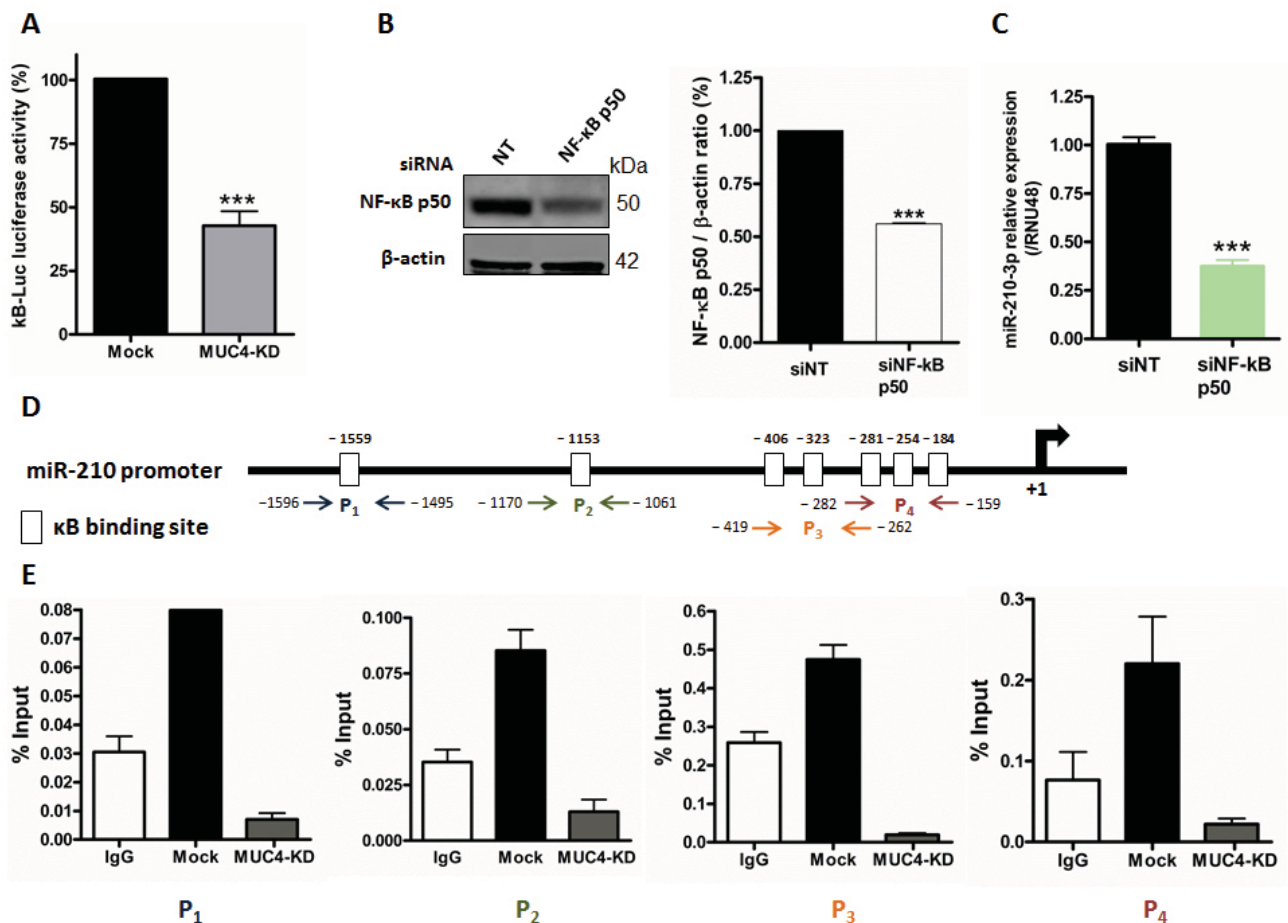 A
kB-Luc luciferase activity (%)
100
75
50
25
0
***
Mock
MUC4-KD
B
siRNA
NT
NF-κB p50
kDa
NF-κB p50
50
β-actin
42
NF-κB p50 / β-actin ratio (%)
1.25
1.00
0.75
0.50
0.25
0.00
***
siNT
siNF-kB
p50
C
miR-210-3p relative expression
(/RNU48)
1.25
1.00
0.75
0.50
0.25
0.00
***
siNT
siNF-kB
p50
D
– 1559
– 1153
– 406
– 323
– 281
– 254
– 184
miR-210 promoter
+1
– 1596
P1
– 1495
– 1170
P2
– 1061
– 282
P4
– 159
– 419
P3
– 262
κB binding site
E
% Input
0.08
0.07
0.06
0.05
0.04
0.03
0.02
0.01
0.00
IgG
Mock
MUC4-KD
P1
% Input
0.100
0.075
0.050
0.025
0.000
IgG
Mock
MUC4-KD
P2
% Input
0.6
0.5
0.4
0.3
0.2
0.1
0.0
IgG
Mock
MUC4-KD
P3
% Input
0.3
0.2
0.1
0.0
IgG
Mock
MUC4-KD
P4